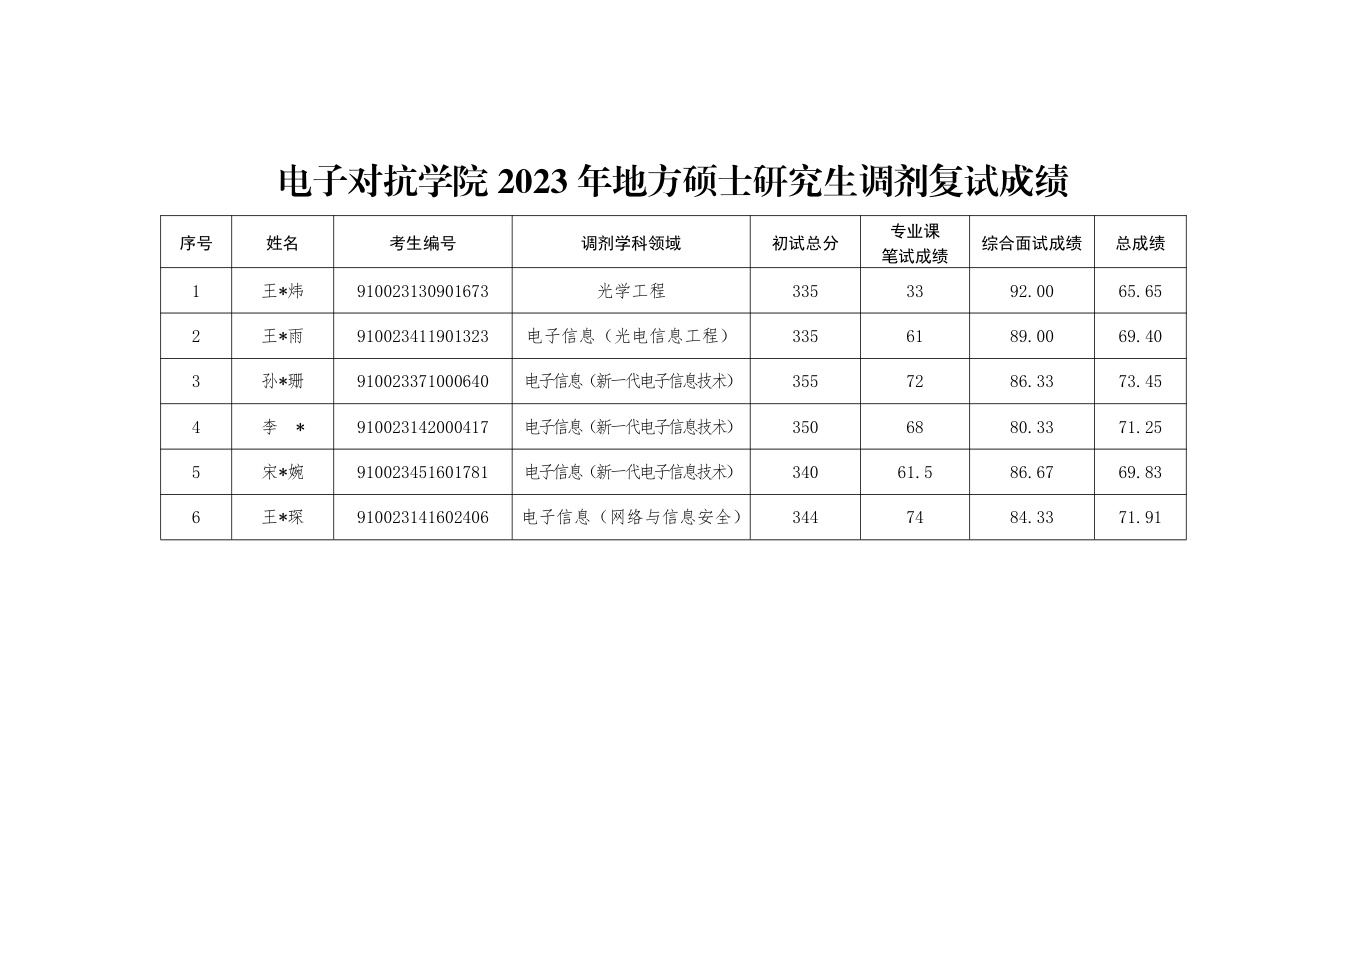 电子对抗学院 2023 年地方硕士研究生调剂复试成绩
序号 姓名 考生编号 调剂学科领域 初试总分 专业课 笔试成绩 综合面试成绩 总成绩
1 王*炜 910023130901673 光学工程 335 33 92.00 65.65
2 王*雨 910023411901323 电子信息（光电信息工程） 335 61 89.00 69.40
3 孙*珊 910023371000640 电子信息（新一代电子信息技术） 355 72 86.33 73.45
4 李 * 910023142000417 电子信息（新一代电子信息技术） 350 68 80.33 71.25
5 宋*婉 910023451601781 电子信息（新一代电子信息技术） 340 61.5 86.67 69.83
6 王*琛 910023141602406 电子信息（网络与信息安全） 344 74 84.33 71.91